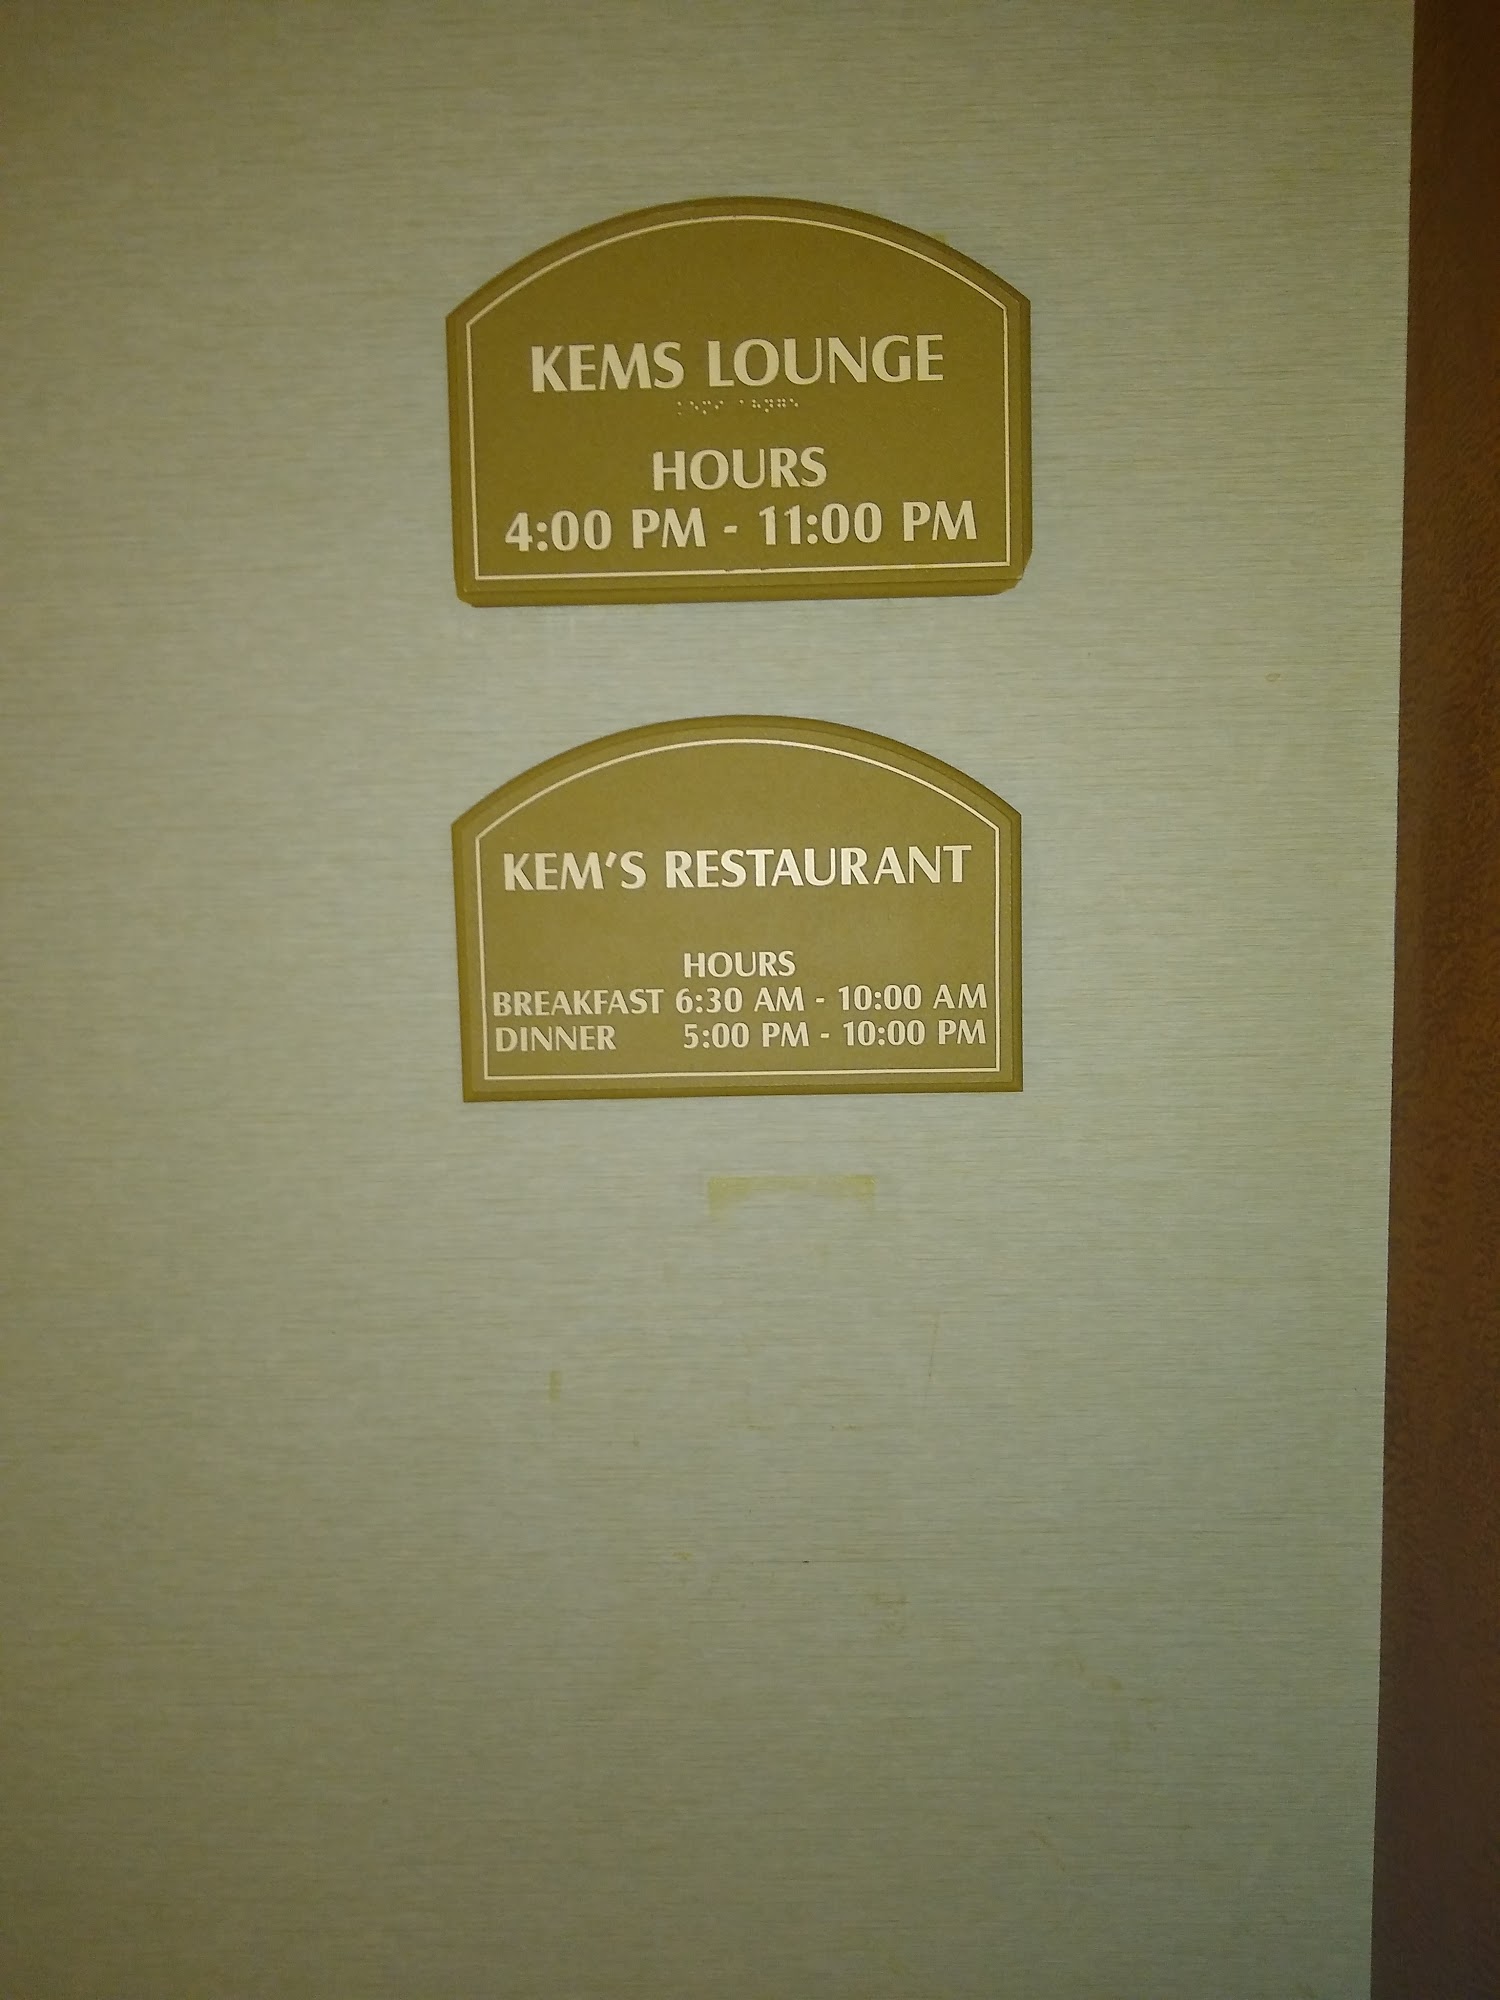 KEMS LOUNGE
HOURS
4:00 PM - 11:00 PM
KEM'S RESTAURANT
HOURS
BREAKFAST 6:30 AM - 10:00 AM
DINNER 5:00 PM - 10:00 PM